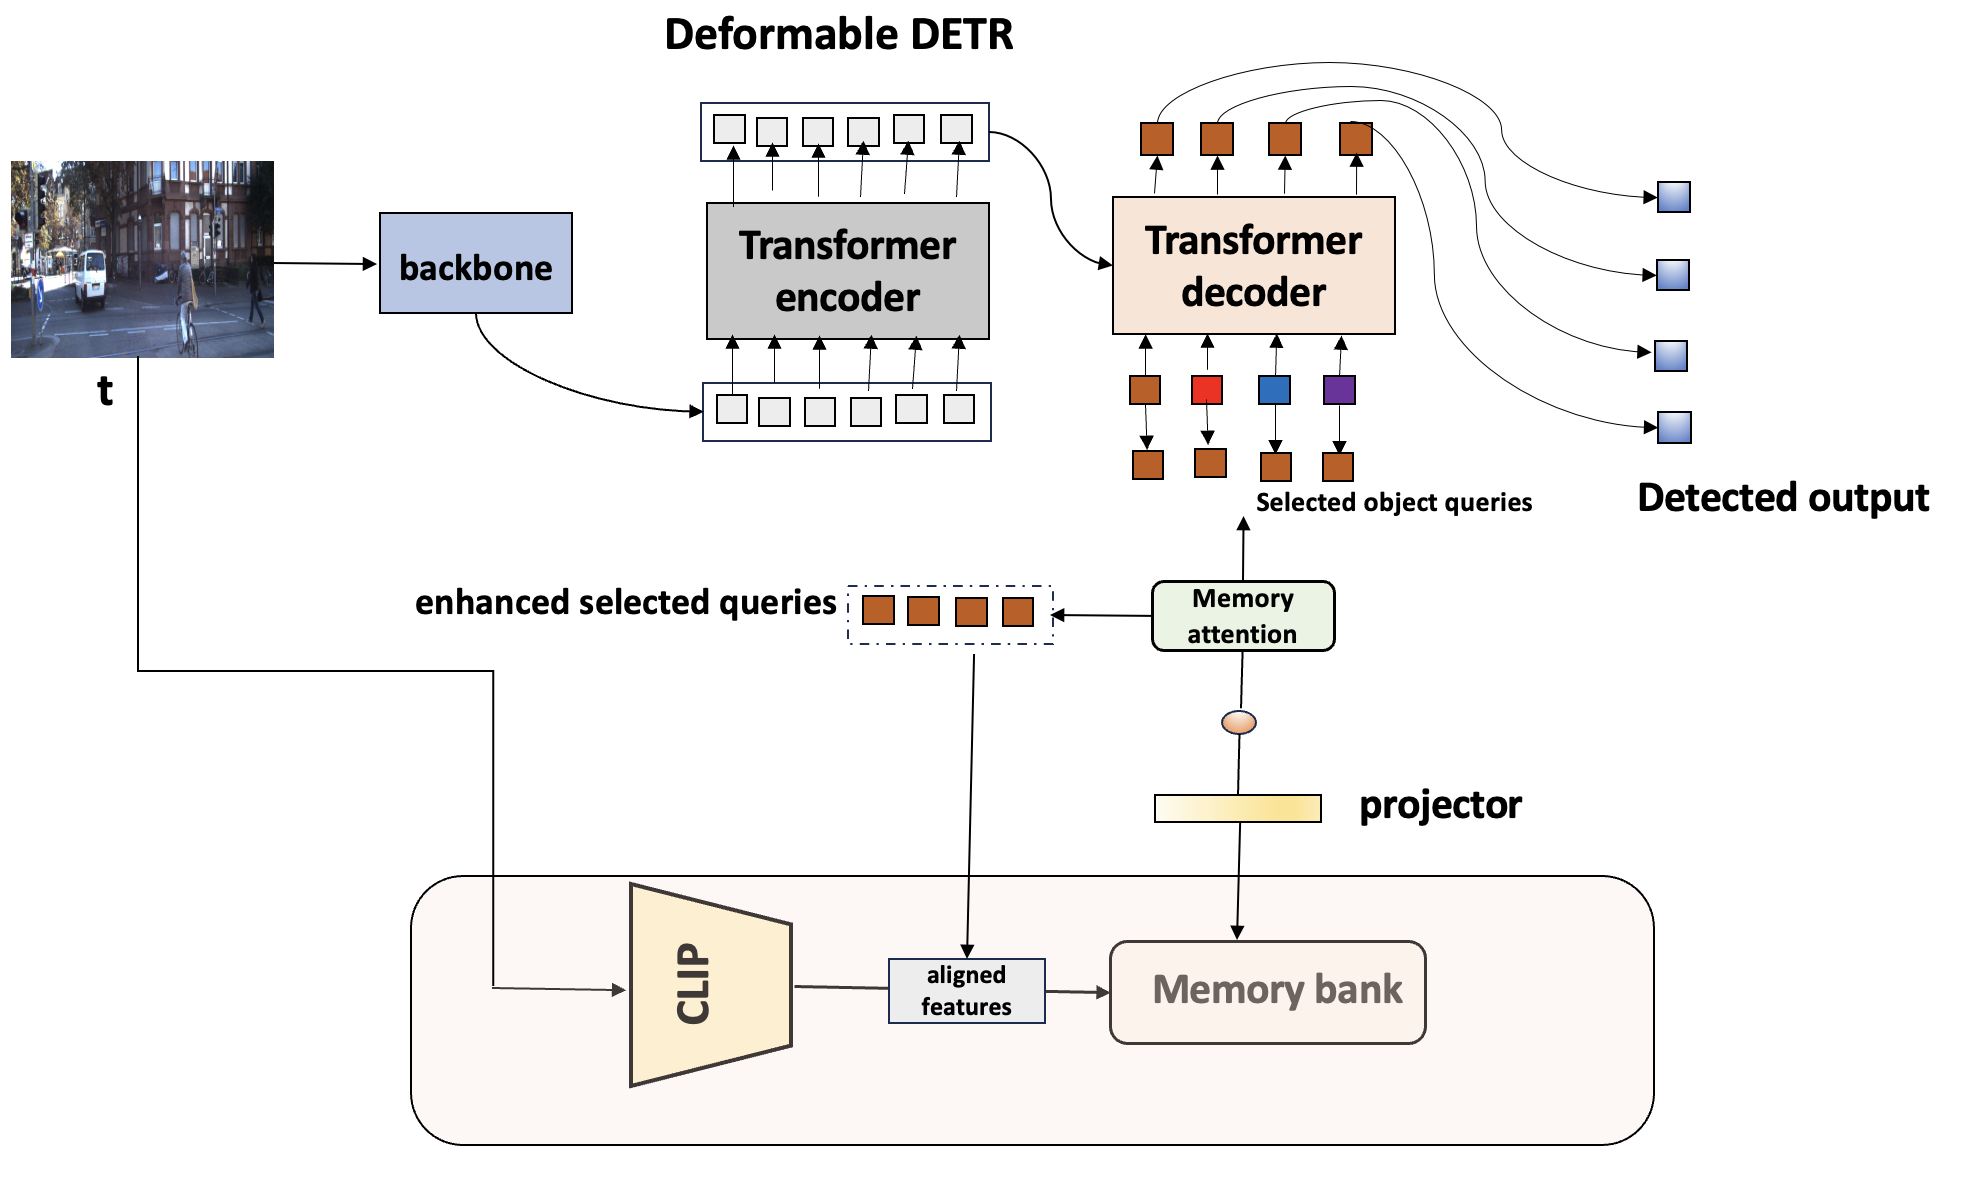 Deformable DETR
backbone
Transformer
encoder
Transformer
decoder
t
Selected object queries
Detected output
enhanced selected queries
Memory
attention
projector
CLIP
aligned
features
Memory bank